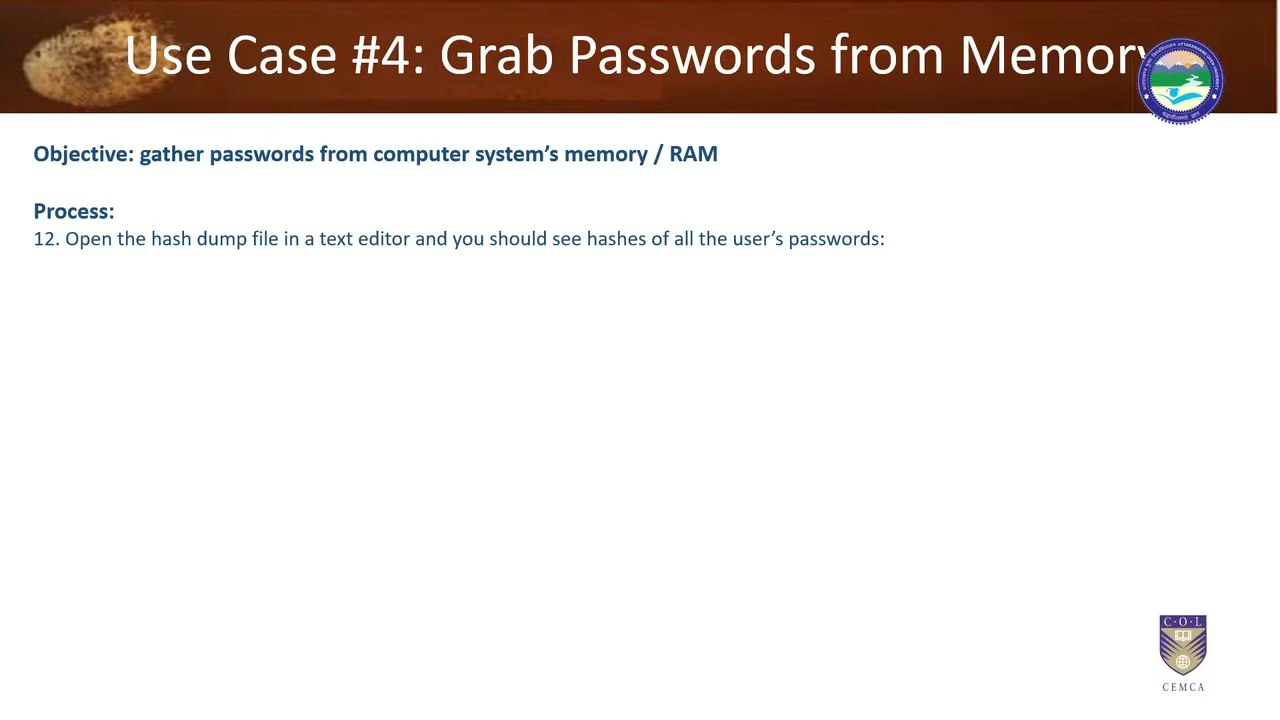 Use Case #4: Grab Passwords from Memory
Objective: gather passwords from computer system’s memory / RAM
Process:
12. Open the hash dump file in a text editor and you should see hashes of all the user’s passwords:
C·O·L
CEMCA